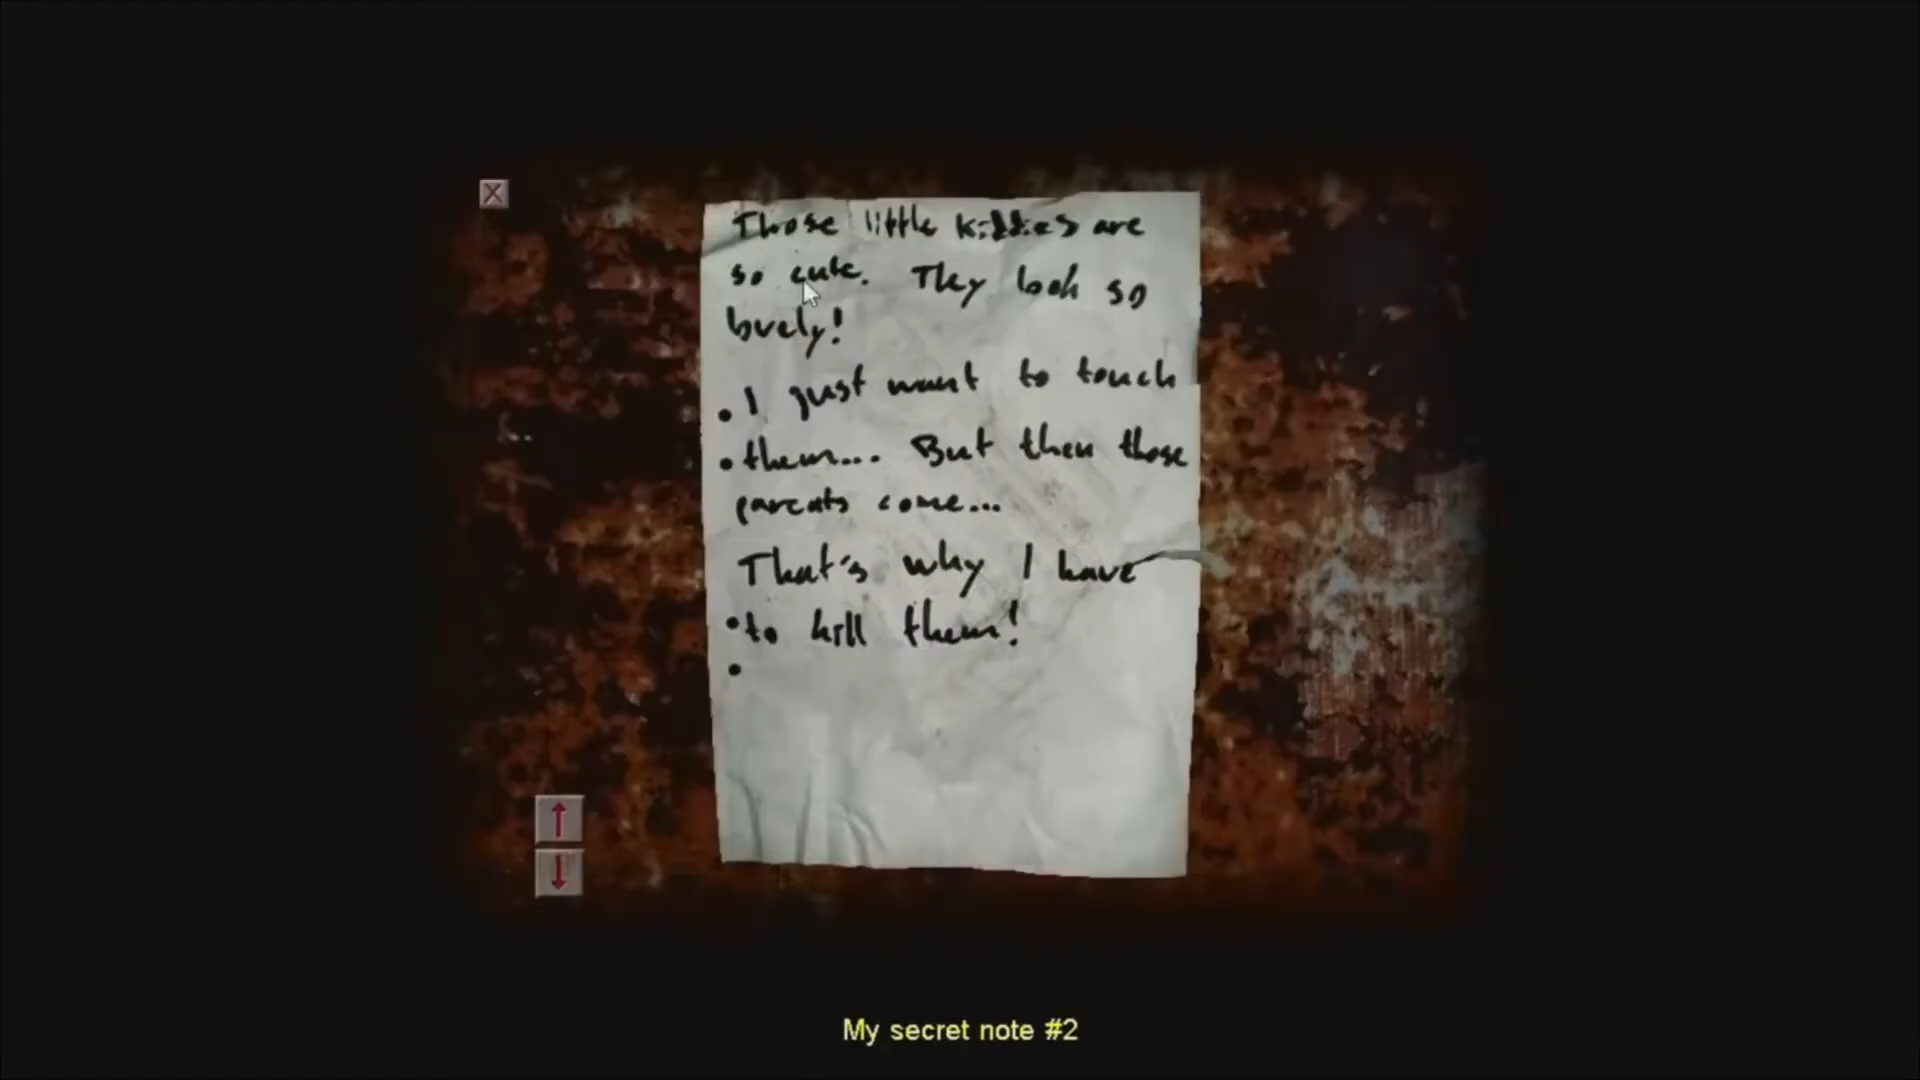 Those little kiddies are
so cute. They look so
lovely!
I just want to touch
them... But then those
parents come...
That's why I have
to kill them!
My secret note #2